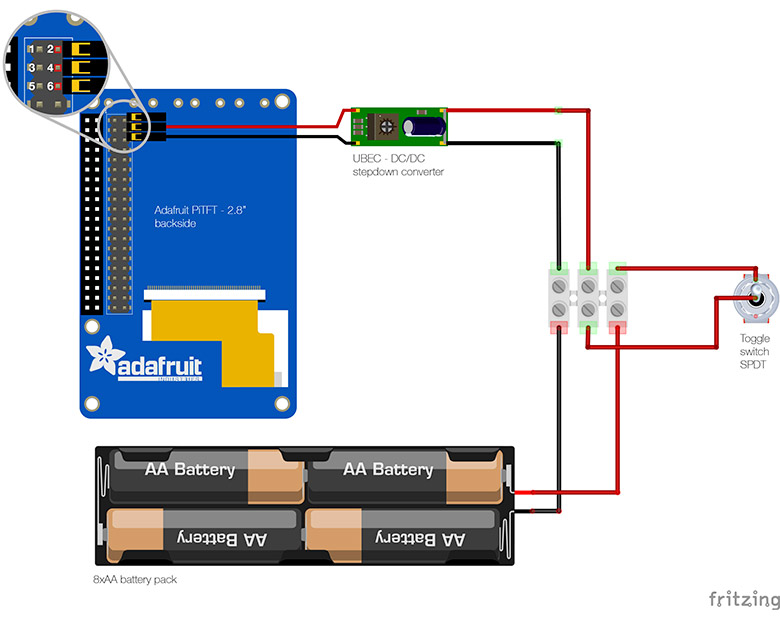 1 2
3 4
5 6
UBEC - DC/DC
stepdown converter
Adafruit PiTFT - 2.8"
backside
Toggle
switch
SPDT
adafruit
AA Battery
AA Battery
AA Battery
AA Battery
8xAA battery pack
fritzing